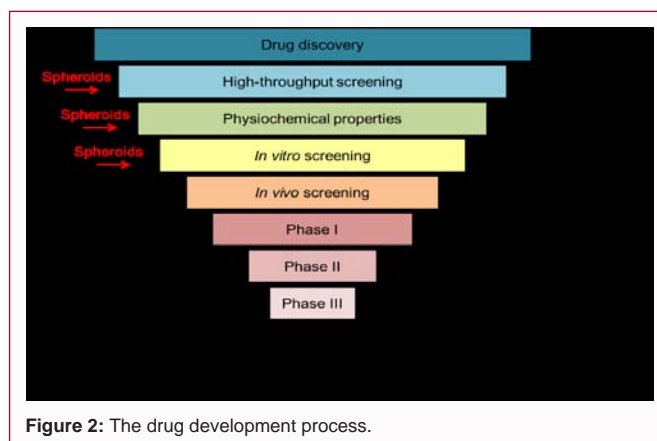 Drug discovery
Spheroids
High-throughput screening
Spheroids
Physiochemical properties
Spheroids
In vitro screening
In vivo screening
Phase I
Phase II
Phase III
Figure 2: The drug development process.